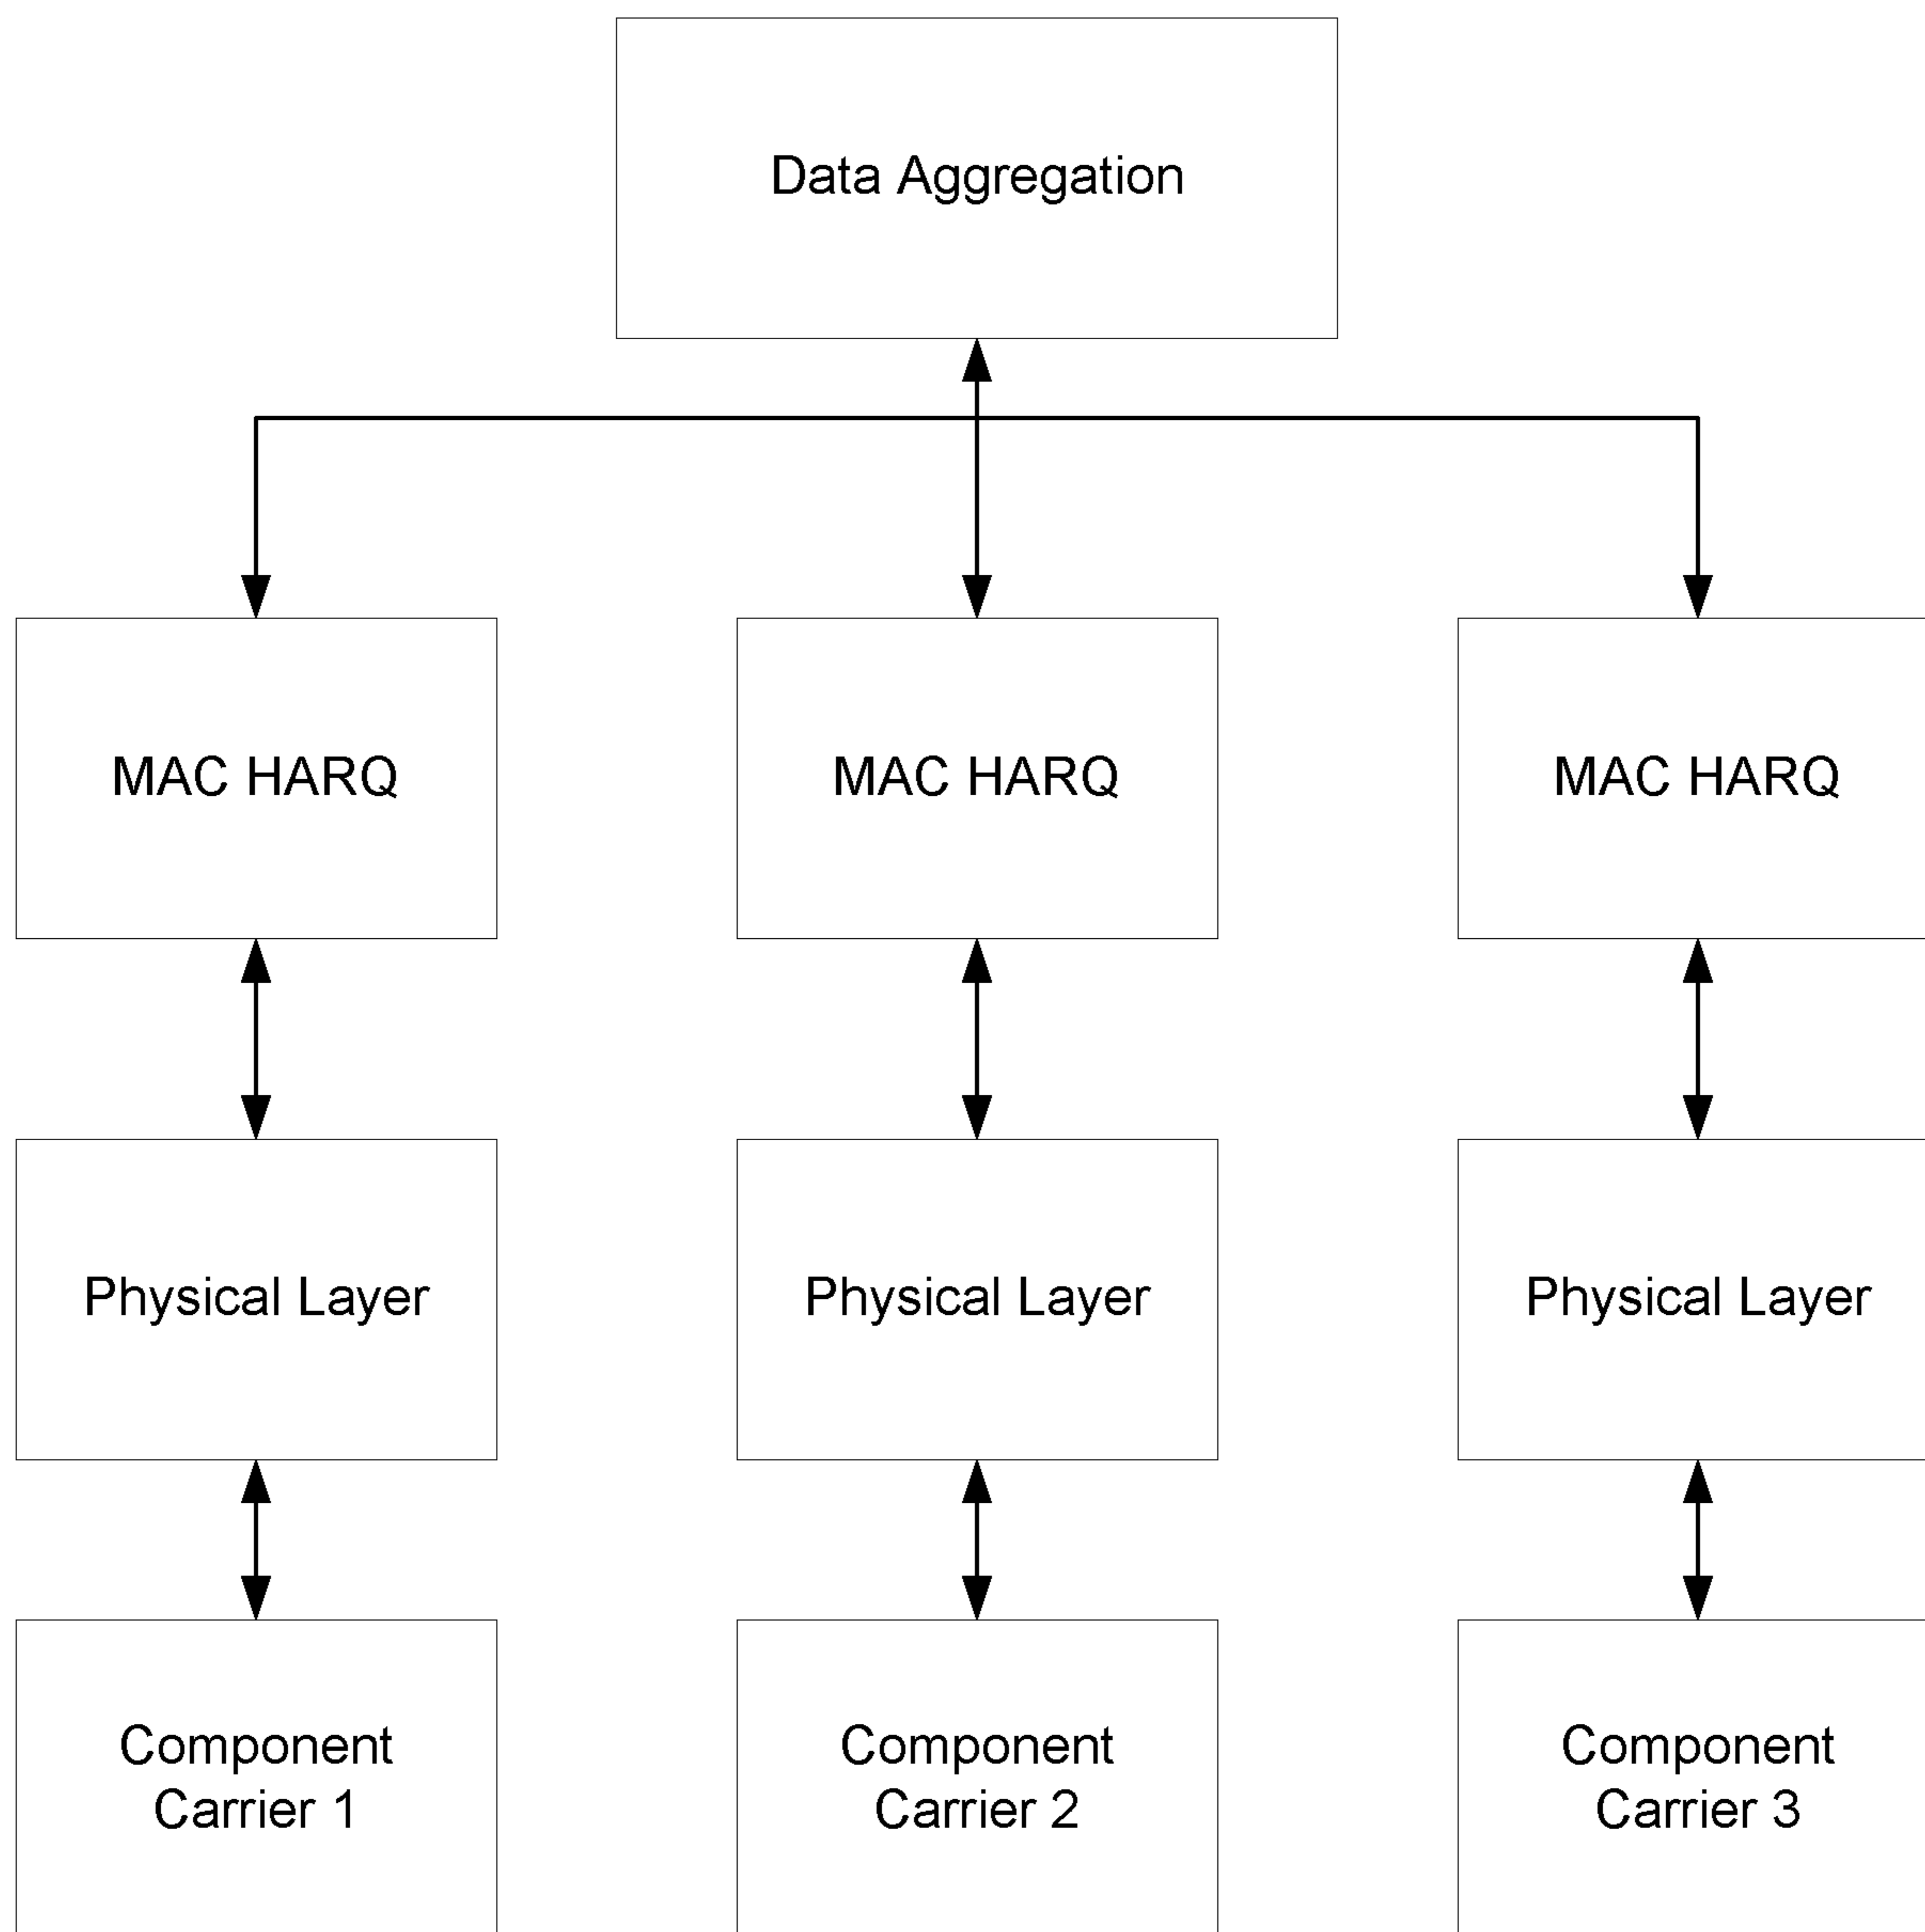 Data Aggregation
MAC HARQ
MAC HARQ
MAC HARQ
Physical Layer
Physical Layer
Physical Layer
Component
Carrier 1
Component
Carrier 2
Component
Carrier 3